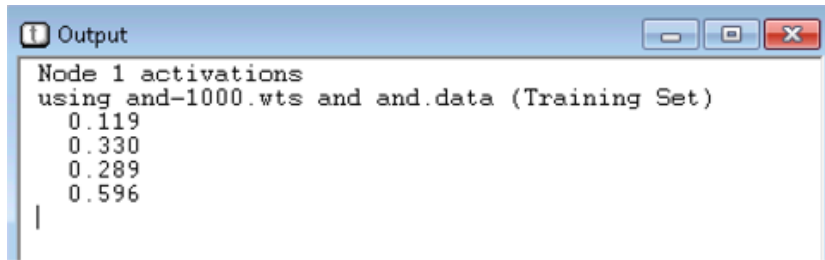 Output
Node 1 activations
using and-1000.wts and and.data (Training Set)
0.119
0.330
0.289
0.596